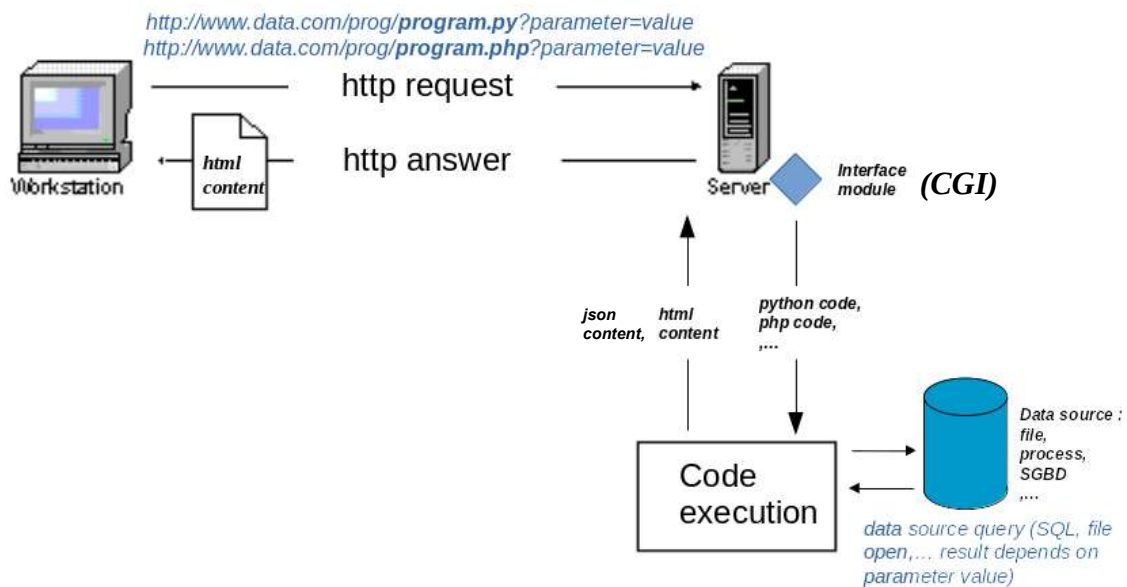 http://www.data.com/prog/program.py?parameter=value
http://www.data.com/prog/program.php?parameter=value
http request
html
content
http answer
Workstation
Server
Interface
module
(CGI)
json
content,
html
content
python code,
php code,
,...
Code
execution
Data source :
file,
process,
SGBD
,...
data source query (SQL, file
open,... result depends on
parameter value)